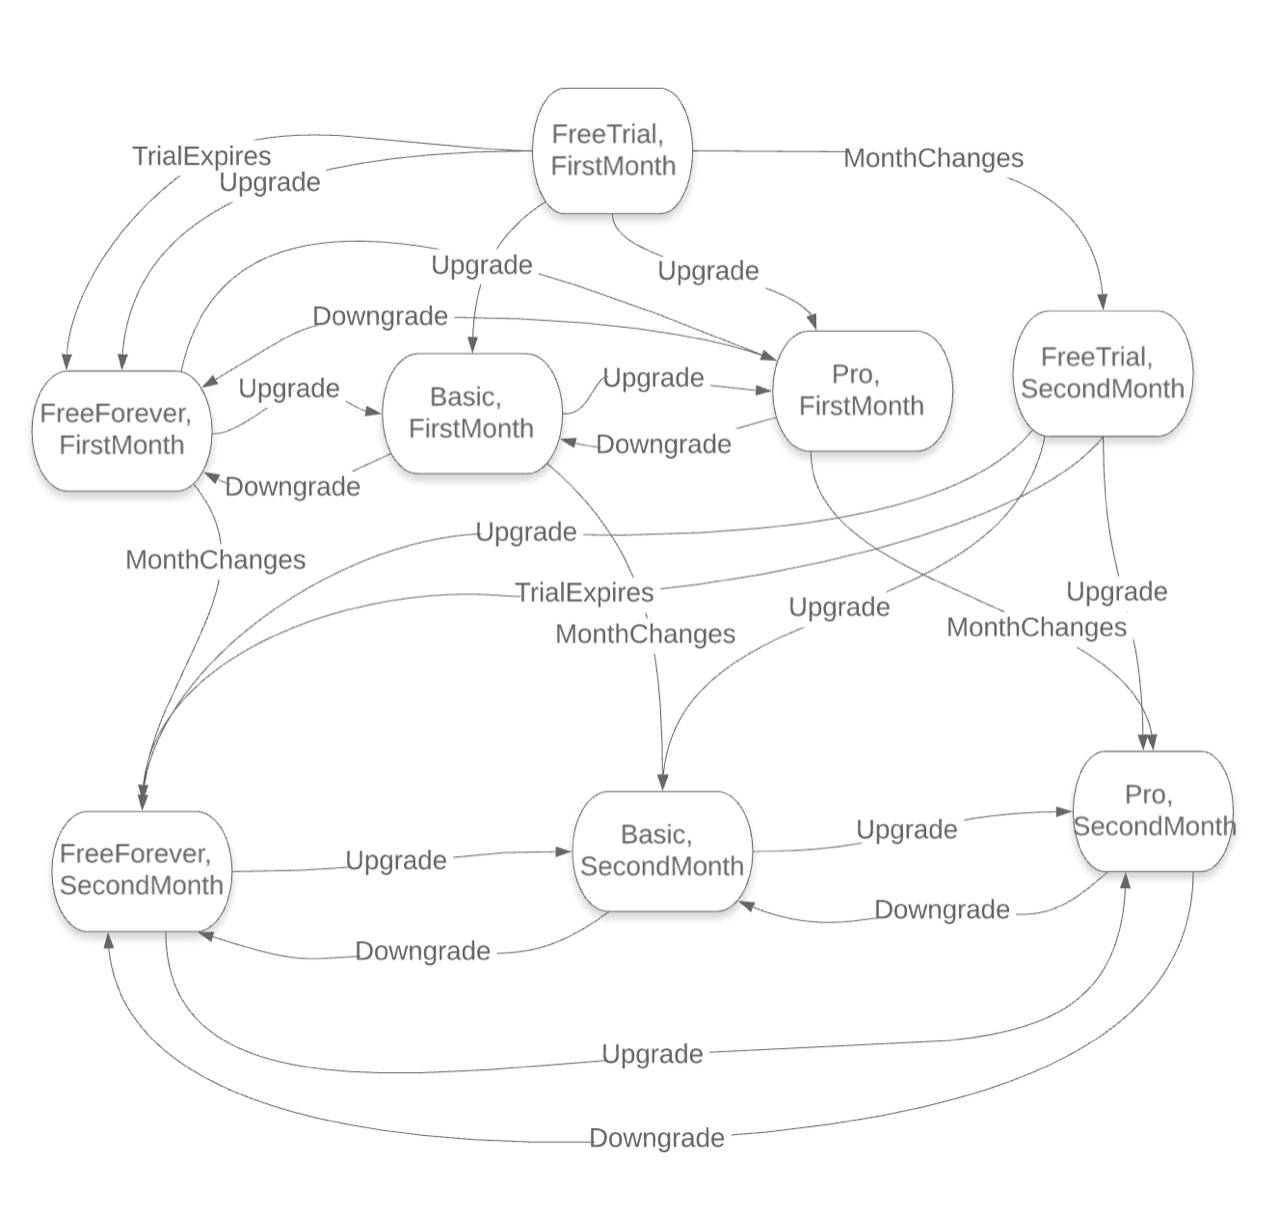 FreeTrial,
FirstMonth
TrialExpires
MonthChanges
Upgrade
Upgrade
Upgrade
Downgrade
FreeTrial,
SecondMonth
Upgrade
Upgrade
Pro,
FirstMonth
Basic,
FirstMonth
FreeForever,
FirstMonth
Downgrade
Downgrade
Upgrade
MonthChanges
TrialExpires
Upgrade
Upgrade
MonthChanges
MonthChanges
Pro,
SecondMonth
Upgrade
Basic,
SecondMonth
FreeForever,
SecondMonth
Upgrade
Downgrade
Downgrade
Upgrade
Downgrade